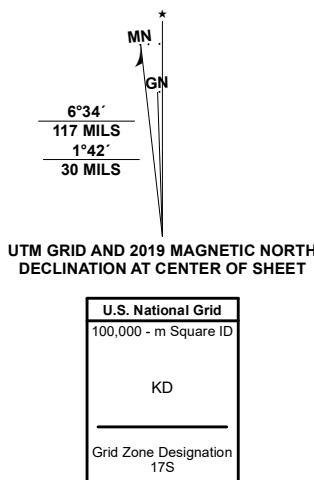 ★
MN
GN
6°34´
117 MILS
1°42´
30 MILS
UTM GRID AND 2019 MAGNETIC NORTH
DECLINATION AT CENTER OF SHEET
U.S. National Grid
100,000 - m Square ID
KD
Grid Zone Designation
17S